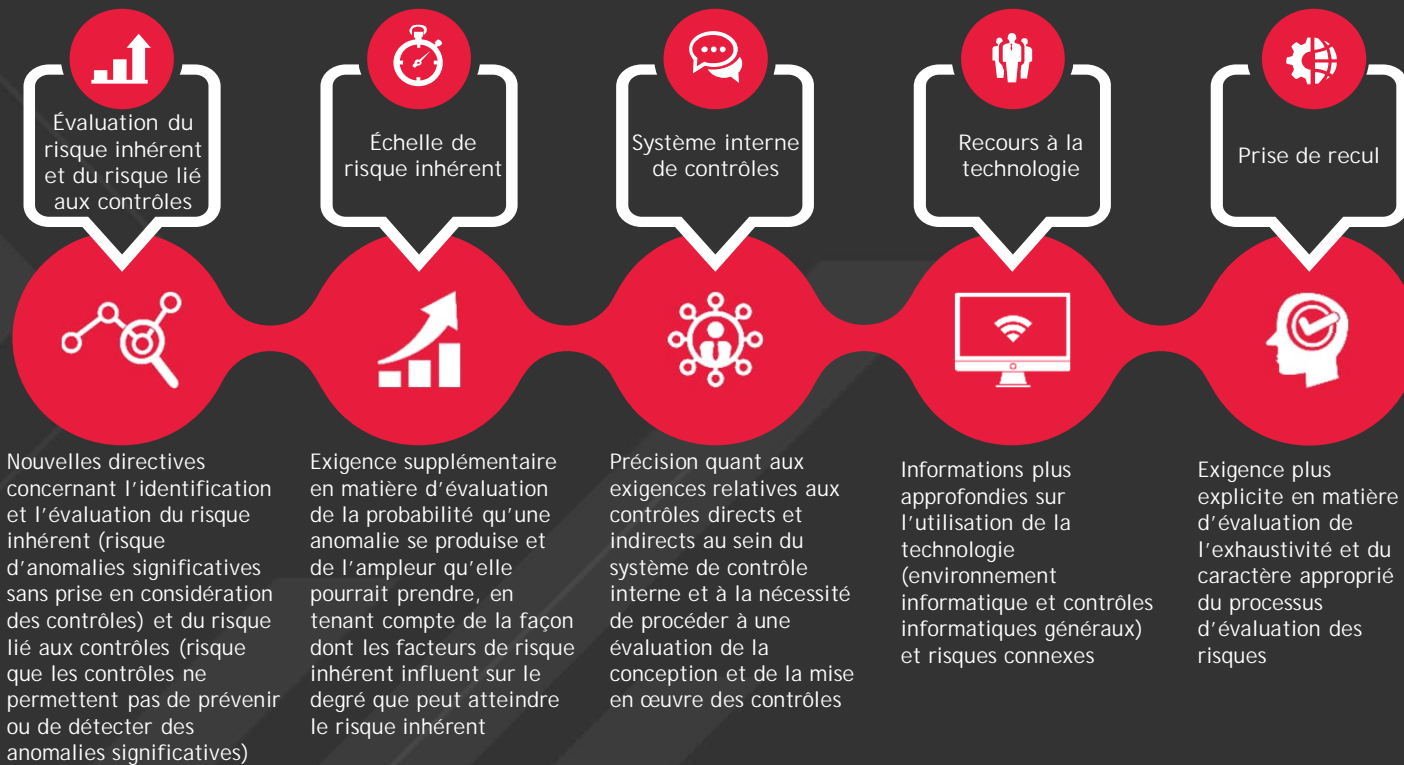 Évaluation du
risque inhérent
et du risque lié
aux contrôles
Échelle de
risque inhérent
Système interne
de contrôles
Recours à la
technologie
Prise de recul
Nouvelles directives
concernant l'identification
et l'évaluation du risque
inhérent (risque
d'anomalies significatives
sans prise en considération
des contrôles) et du risque
lié aux contrôles (risque
que les contrôles ne
permettent pas de prévenir
ou de détecter des
anomalies significatives)
Exigence supplémentaire
en matière d'évaluation
de la probabilité qu'une
anomalie se produise et
de l'ampleur qu'elle
pourrait prendre, en
tenant compte de la façon
dont les facteurs de risque
inhérent influent sur le
degré que peut atteindre
le risque inhérent
Précision quant aux
exigences relatives aux
contrôles directs et
indirects au sein du
système de contrôle
interne et à la nécessité
de procéder à une
évaluation de la
conception et de la mise
en œuvre des contrôles
Informations plus
approfondies sur
l'utilisation de la
technologie
(environnement
informatique et contrôles
informatiques généraux)
et risques connexes
Exigence plus
explicite en matière
d'évaluation de
l'exhaustivité et du
caractère approprié
du processus
d'évaluation des
risques